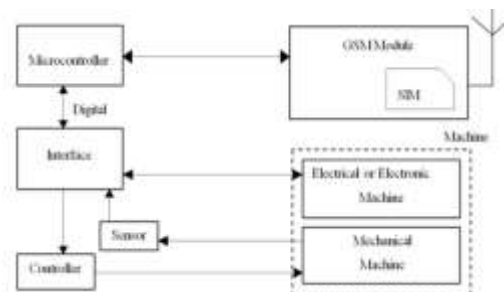 Microcontroller
GSM Module
SIM
Digital
Machine
Interface
Electrical or Electronic
Machine
Sensor
Mechanical
Machine
Controller